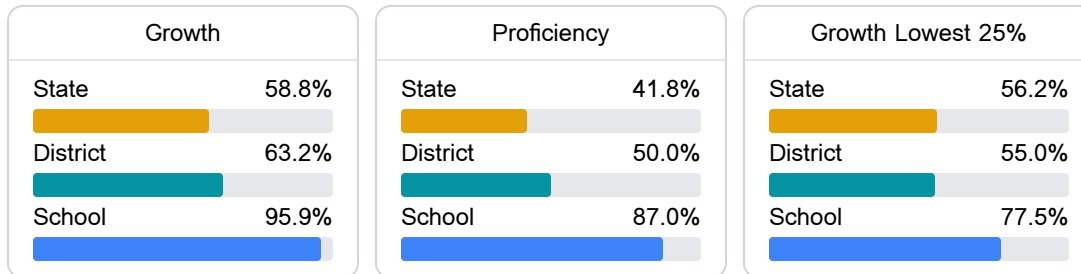 Growth
State 58.8%
District 63.2%
School 95.9%
Proficiency
State 41.8%
District 50.0%
School 87.0%
Growth Lowest 25%
State 56.2%
District 55.0%
School 77.5%